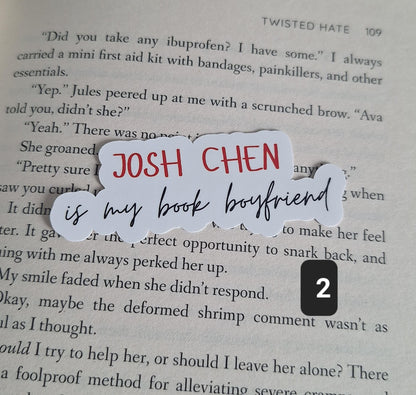 TWISTED HATE 109
"Did you take any ibuprofen? I have some." I always
carried a mini first aid kit with bandages, painkillers, and other
essentials.
"Yep." Jules peered up at me with a scrunched brow. "Ava
told you, didn't she?"
"Yeah." There was no
She groaned.
"Pretty sure I
JOSH CHEN
is my book boyfriend
saw you when
It didn to make her feel
ter. It ga perfect opportunity to snark back, and
ing with me always perked her up.
My smile faded when she didn't respond.
2
Okay, maybe the deformed shrimp comment wasn't as
ul as I thought.
ould I try to help her, or should I leave her alone? There
a foolproof method for alleviating severe